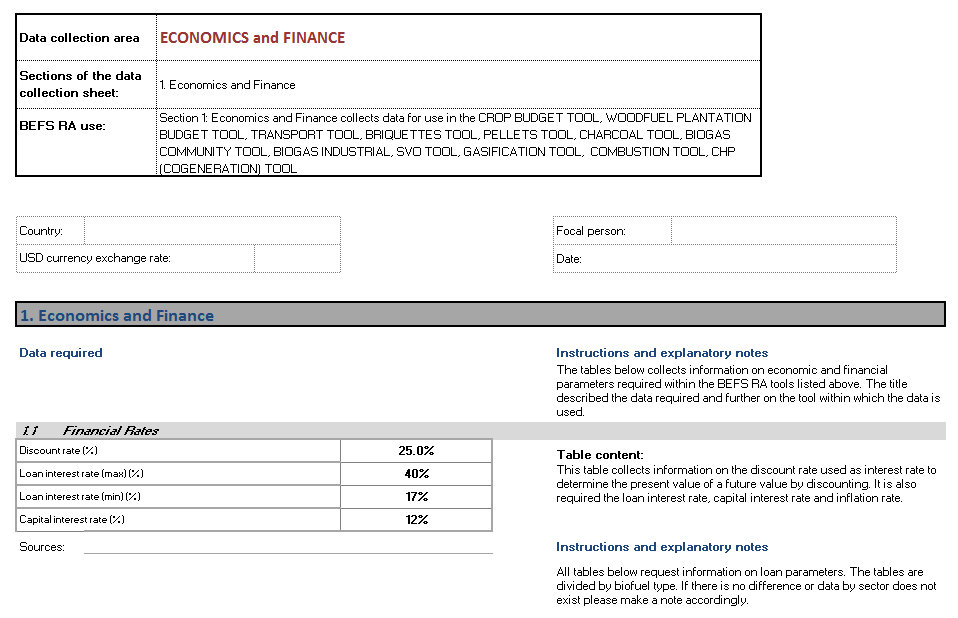 Data collection area
ECONOMICS and FINANCE
Sections of the data
collection sheet:
1. Economics and Finance
BEFS RA use:
Section 1: Economics and Finance collects data for use in the CROP BUDGET TOOL, WOODFUEL PLANTATION
BUDGET TOOL, TRANSPORT TOOL, BRIQUETTES TOOL, PELLETS TOOL, CHARCOAL TOOL, BIOGAS
COMMUNITY TOOL, BIOGAS INDUSTRIAL, SVO TOOL, GASIFICATION TOOL, COMBUSTION TOOL, CHP
(COGENERATION) TOOL
Country:
USD currency exchange rate:
Focal person:
Date:
1. Economics and Finance
Data required
Instructions and explanatory notes
The tables below collects information on economic and financial
parameters required within the BEFS RA tools listed above. The title
described the data required and further on the tool within which the data is
used.
1.1 Financial Rates
Discount rate (%) 25.0%
Loan interest rate (max) (%) 40%
Loan interest rate (min) (%) 17%
Capital interest rate (%) 12%
Table content:
This table collects information on the discount rate used as interest rate to
determine the present value of a future value by discounting. It is also
required the loan interest rate, capital interest rate and inflation rate.
Sources:
Instructions and explanatory notes
All tables below request information on loan parameters. The tables are
divided by biofuel type. If there is no difference or data by sector does not
exist please make a note accordingly.